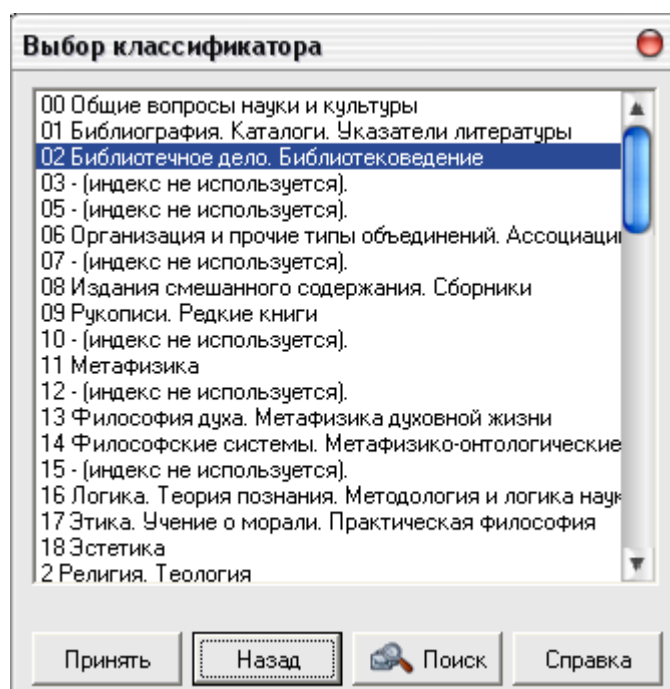 Выбор классификатора
00 Общие вопросы науки и культуры
01 Библиография. Каталоги. Указатели литературы
02 Библиотечное дело. Библиотековедение
03 - (индекс не используется).
05 - (индекс не используется).
06 Организация и прочие типы объединений. Ассоциации
07 - (индекс не используется).
08 Издания смешанного содержания. Сборники
09 Рукописи. Редкие книги
10 - (индекс не используется).
11 Метафизика
12 - (индекс не используется).
13 Философия духа. Метафизика духовной жизни
14 Философские системы. Метафизико-онтологические
15 - (индекс не используется).
16 Логика. Теория познания. Методология и логика наук
17 Этика. Учение о морали. Практическая философия
18 Эстетика
2 Религия. Теология
Принять Назад Поиск Справка